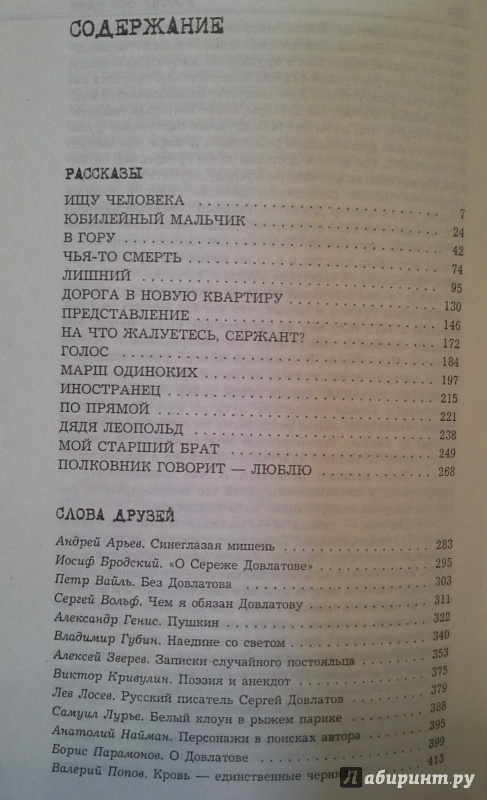 СОДЕРЖАНИЕ
РАССКАЗЫ
ИЩУ ЧЕЛОВЕКА . . . . . . . . . . . . . . . . . . . . . 7
ЮБИЛЕЙНЫЙ МАЛЬЧИК . . . . . . . . . . . . . . . . . . 24
В ГОРУ . . . . . . . . . . . . . . . . . . . . . . . . . . 42
ЧЬЯ-ТО СМЕРТЬ . . . . . . . . . . . . . . . . . . . . . 74
ЛИШНИЙ . . . . . . . . . . . . . . . . . . . . . . . . . 95
ДОРОГА В НОВУЮ КВАРТИРУ . . . . . . . . . . . . . . 130
ПРЕДСТАВЛЕНИЕ . . . . . . . . . . . . . . . . . . . . . 146
НА ЧТО ЖАЛУЕТЕСЬ, СЕРЖАНТ? . . . . . . . . . . . . 172
ГОЛОС . . . . . . . . . . . . . . . . . . . . . . . . . . 184
МАРШ ОДИНОКИХ . . . . . . . . . . . . . . . . . . . . 197
ИНОСТРАНЕЦ . . . . . . . . . . . . . . . . . . . . . . 215
ПО ПРЯМОЙ . . . . . . . . . . . . . . . . . . . . . . . 221
ДЯДЯ ЛЕОПОЛЬД . . . . . . . . . . . . . . . . . . . . 238
МОЙ СТАРШИЙ БРАТ . . . . . . . . . . . . . . . . . . 249
ПОЛКОВНИК ГОВОРИТ — ЛЮБЛЮ . . . . . . . . . . . . 268
СЛОВА ДРУЗЕЙ
Андрей Арьев. Синеглазая мишень . . . . . . . . . . . 283
Иосиф Бродский. «О Сереже Довлатове» . . . . . . . . 295
Петр Вайль. Без Довлатова . . . . . . . . . . . . . . . 303
Сергей Вольф. Чем я обязан Довлатову . . . . . . . . . 311
Александр Генис. Пушкин . . . . . . . . . . . . . . . . 322
Владимир Губин. Наедине со светом . . . . . . . . . . . 340
Алексей Зверев. Записки случайного постояльца . . . . 353
Виктор Кривулин. Поэзия и анекдот . . . . . . . . . . . 375
Лев Лосев. Русский писатель Сергей Довлатов . . . . . 379
Самуил Лурье. Белый клоун в рыжем парике . . . . . . 388
Анатолий Найман. Персонажи в поисках автора . . . . . 395
Борис Парамонов. О Довлатове . . . . . . . . . . . . . 399
Валерий Попов. Кровь — единственные чернила . . . . . 413
Лабиринт.ру